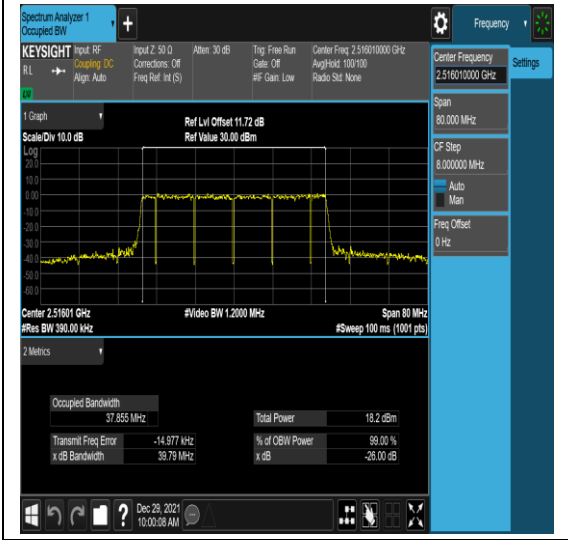 Spectrum Analyzer 1
Occupied BW
Frequency
KEYSIGHT
Input: RF
Coupling: DC
Align: Auto
Input Z: 50 Ω
Corrections: Off
Freq Ref: Int (S)
Atten: 30 dB
Trig: Free Run
Gate: Off
#IF Gain: Low
Center Freq: 2.516010000 GHz
Avg|Hold: 100/100
Radio Std: None
RL
Center Frequency
2.516010000 GHz
Settings
Span
80.000 MHz
CF Step
8.000000 MHz
Auto
Man
Freq Offset
0 Hz
1 Graph
Scale/Div 10.0 dB
Ref Lvl Offset 11.72 dB
Ref Value 30.00 dBm
Log
20.0
10.0
0.00
-10.0
-20.0
-30.0
-40.0
-50.0
-60.0
Center 2.51601 GHz
#Res BW 390.00 kHz
#Video BW 1.2000 MHz
Span 80 MHz
#Sweep 100 ms (1001 pts)
2 Metrics
Occupied Bandwidth
37.855 MHz
Total Power 18.2 dBm
Transmit Freq Error -14.977 kHz
% of OBW Power 99.00 %
x dB Bandwidth 39.79 MHz
x dB -26.00 dB
?
Dec 29, 2021
10:00:08 AM